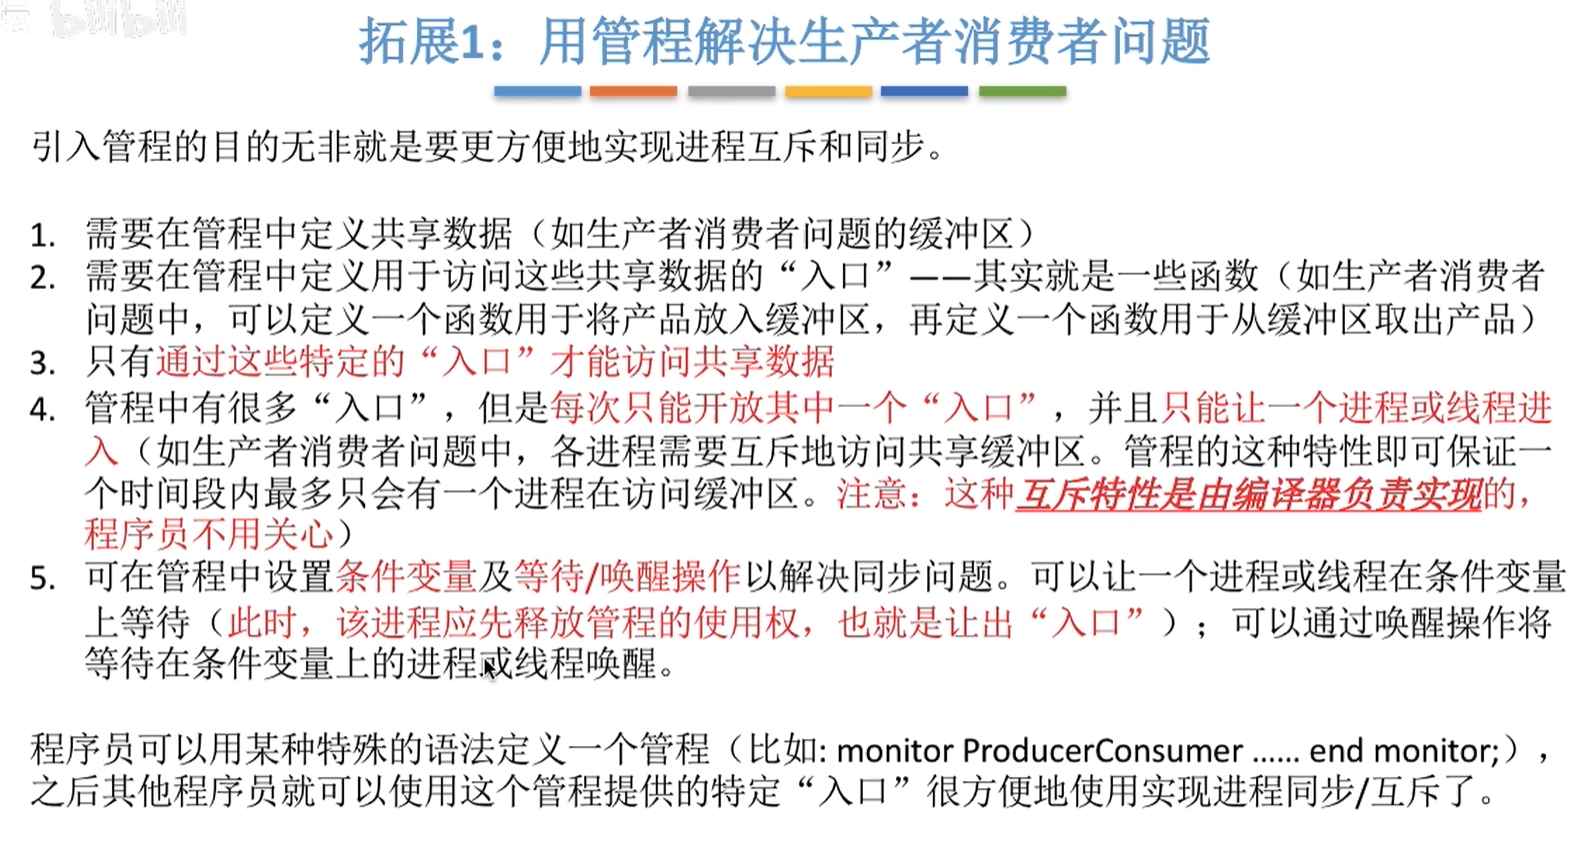 bilibili
拓展1：用管程解决生产者消费者问题
引入管程的目的无非就是要更方便地实现进程互斥和同步。
1. 需要在管程中定义共享数据（如生产者消费者问题的缓冲区）
2. 需要在管程中定义用于访问这些共享数据的“入口”——其实就是一些函数（如生产者消费者
问题中，可以定义一个函数用于将产品放入缓冲区，再定义一个函数用于从缓冲区取出产品）
3. 只有通过这些特定的“入口”才能访问共享数据
4. 管程中有很多“入口”，但是每次只能开放其中一个“入口”，并且只能让一个进程或线程进
入（如生产者消费者问题中，各进程需要互斥地访问共享缓冲区。管程的这种特性即可保证一
个时间段内最多只会有一个进程在访问缓冲区。注意：这种互斥特性是由编译器负责实现的，
程序员不用关心）
5. 可在管程中设置条件变量及等待/唤醒操作以解决同步问题。可以让一个进程或线程在条件变量
上等待（此时，该进程应先释放管程的使用权，也就是让出“入口”）；可以通过唤醒操作将
等待在条件变量上的进程或线程唤醒。
程序员可以用某种特殊的语法定义一个管程（比如: monitor ProducerConsumer …… end monitor;），
之后其他程序员就可以使用这个管程提供的特定“入口”很方便地使用实现进程同步/互斥了。